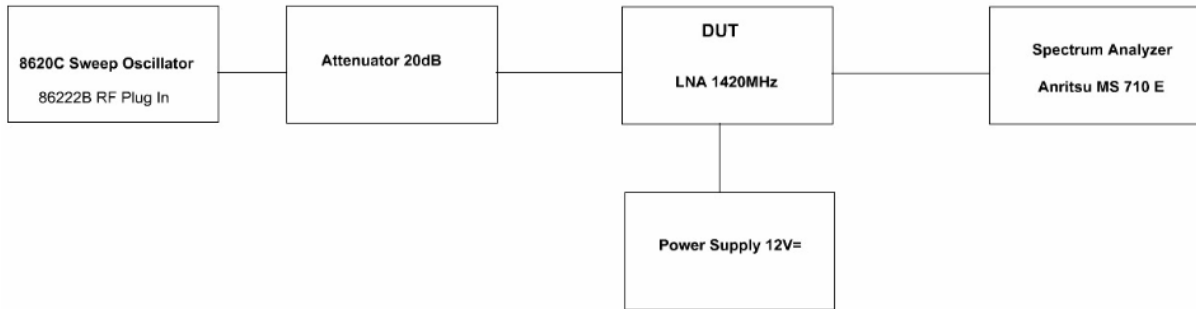 8620C Sweep Oscillator
86222B RF Plug In
Attenuator 20dB
DUT
LNA 1420MHz
Spectrum Analyzer
Anritsu MS 710 E
Power Supply 12V=